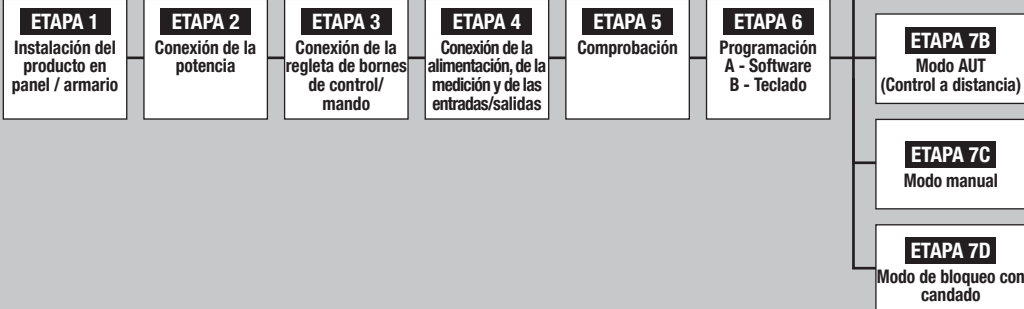 ETAPA 1
Instalación del
producto en
panel / armario
ETAPA 2
Conexión de la
potencia
ETAPA 3
Conexión de la
regleta de bornes
de control/
mando
ETAPA 4
Conexión de la
alimentación, de la
medición y de las
entradas/salidas
ETAPA 5
Comprobación
ETAPA 6
Programación
A - Software
B - Teclado
ETAPA 7B
Modo AUT
(Control a distancia)
ETAPA 7C
Modo manual
ETAPA 7D
Modo de bloqueo con
candado